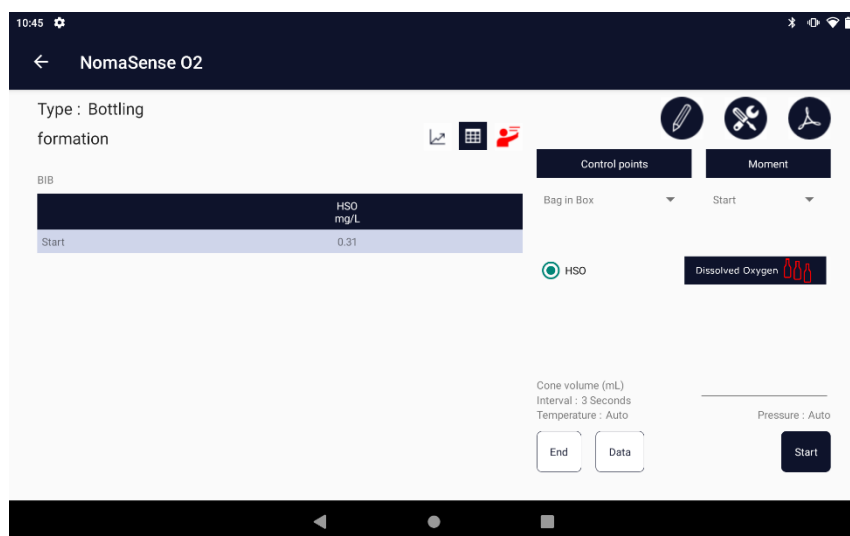 10:45
NomaSense O2
Type : Bottling
formation
BIB
HSO
mg/L
Start 0.31
Control points
Moment
Bag in Box
Start
HSO
Dissolved Oxygen
Cone volume (mL)
Interval : 3 Seconds
Temperature : Auto
Pressure : Auto
End
Data
Start